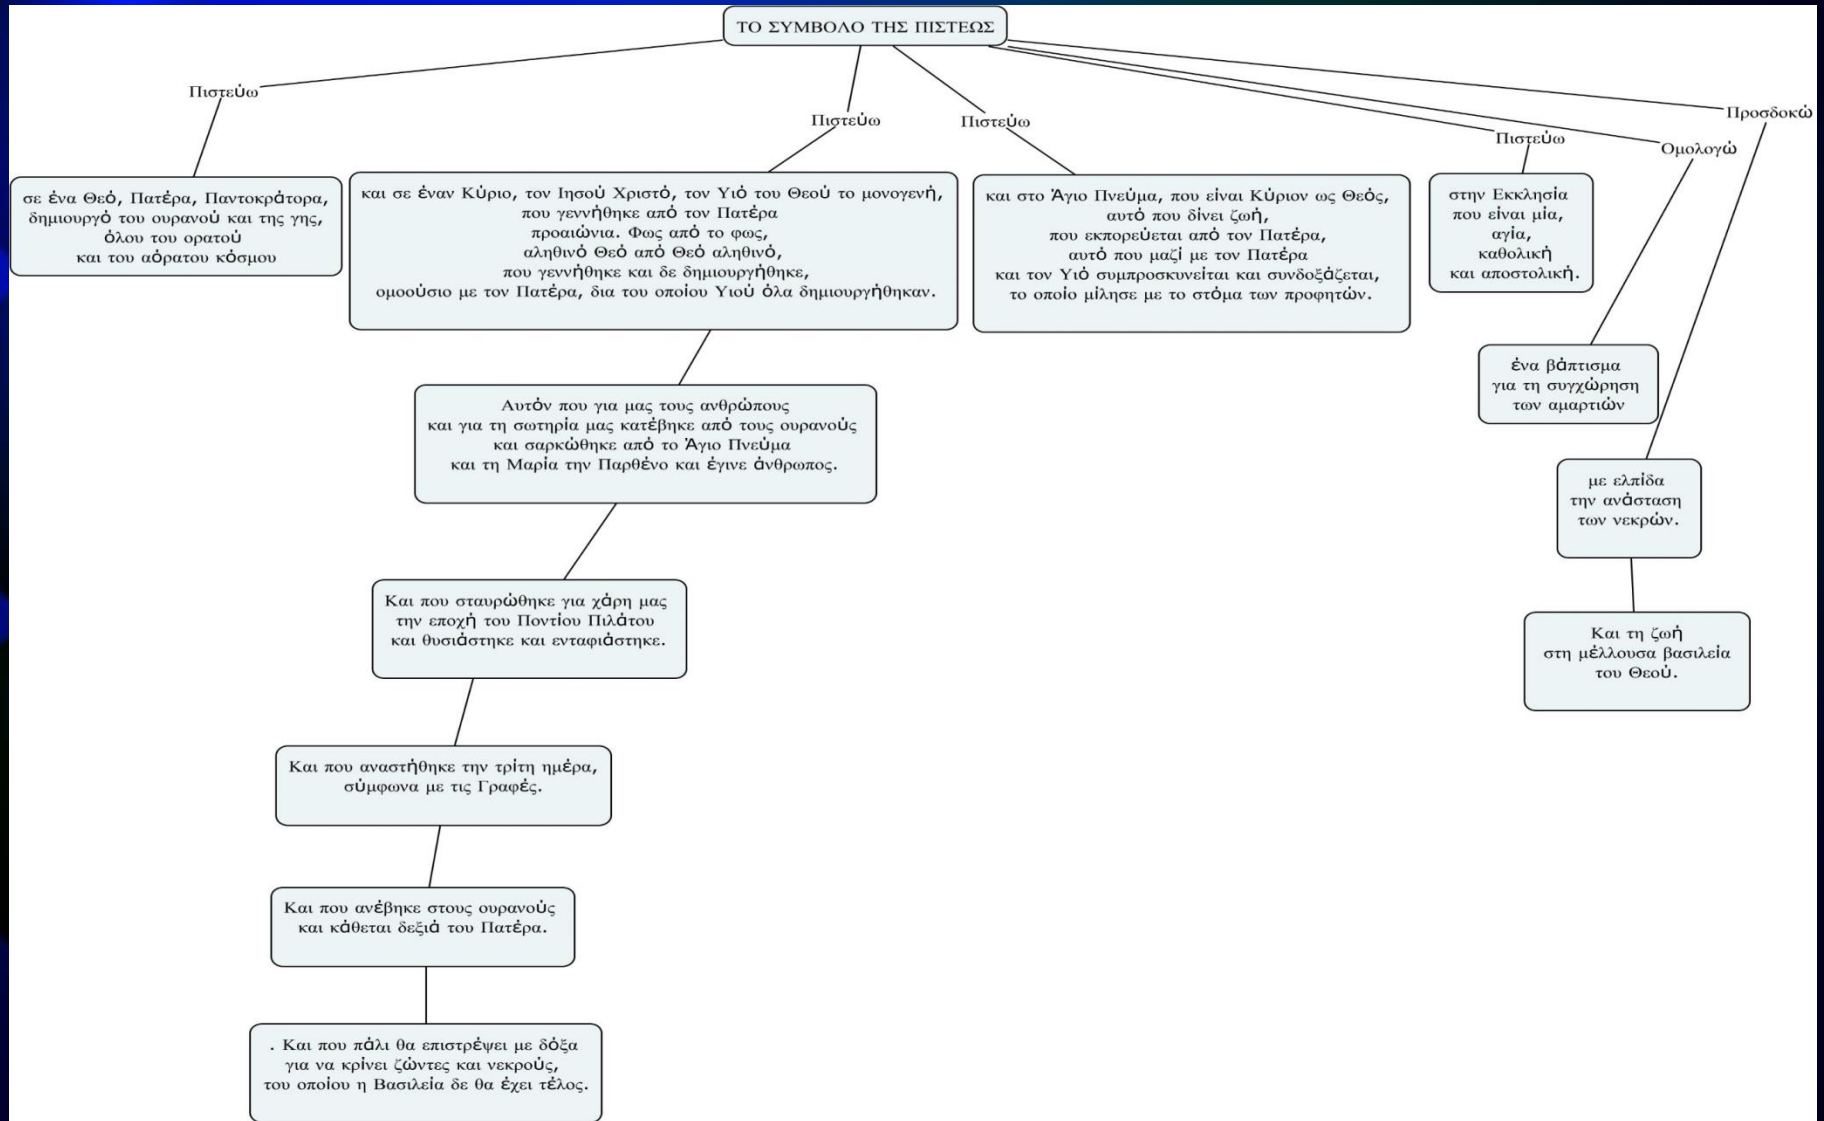 ΤΟ ΣΥΜΒΟΛΟ ΤΗΣ ΠΙΣΤΕΩΣ
Πιστεύω
σε ένα Θεό, Πατέρα, Παντοκράτορα,
δημιουργό του ουρανού και της γης,
όλου του ορατού
και του αόρατου κόσμου
Πιστεύω
και σε έναν Κύριο, τον Ιησού Χριστό, τον Υιό του Θεού το μονογενή,
που γεννήθηκε από τον Πατέρα
προαιώνια. Φως από το φως,
αληθινό Θεό από Θεό αληθινό,
που γεννήθηκε και δε δημιουργήθηκε,
ομοούσιο με τον Πατέρα, δια του οποίου Υιού όλα δημιουργήθηκαν.
Αυτόν που για μας τους ανθρώπους
και για τη σωτηρία μας κατέβηκε από τους ουρανούς
και σαρκώθηκε από το Άγιο Πνεύμα
και τη Μαρία την Παρθένο και έγινε άνθρωπος.
Και που σταυρώθηκε για χάρη μας
την εποχή του Ποντίου Πιλάτου
και θυσιάστηκε και ενταφιάστηκε.
Και που αναστήθηκε την τρίτη ημέρα,
σύμφωνα με τις Γραφές.
Και που ανέβηκε στους ουρανούς
και κάθεται δεξιά του Πατέρα.
. Και που πάλι θα επιστρέψει με δόξα
για να κρίνει ζώντες και νεκρούς,
του οποίου η Βασιλεία δε θα έχει τέλος.
Πιστεύω
και στο Άγιο Πνεύμα, που είναι Κύριον ως Θεός,
αυτό που δίνει ζωή,
που εκπορεύεται από τον Πατέρα,
αυτό που μαζί με τον Πατέρα
και τον Υιό συμπροσκυνείται και συνδοξάζεται,
το οποίο μίλησε με το στόμα των προφητών.
Πιστεύω
στην Εκκλησία
που είναι μία,
αγία,
καθολική
και αποστολική.
Ομολογώ
ένα βάπτισμα
για τη συγχώρηση
των αμαρτιών
Προσδοκώ
με ελπίδα
την ανάσταση
των νεκρών.
Και τη ζωή
στη μέλλουσα βασιλεία
του Θεού.